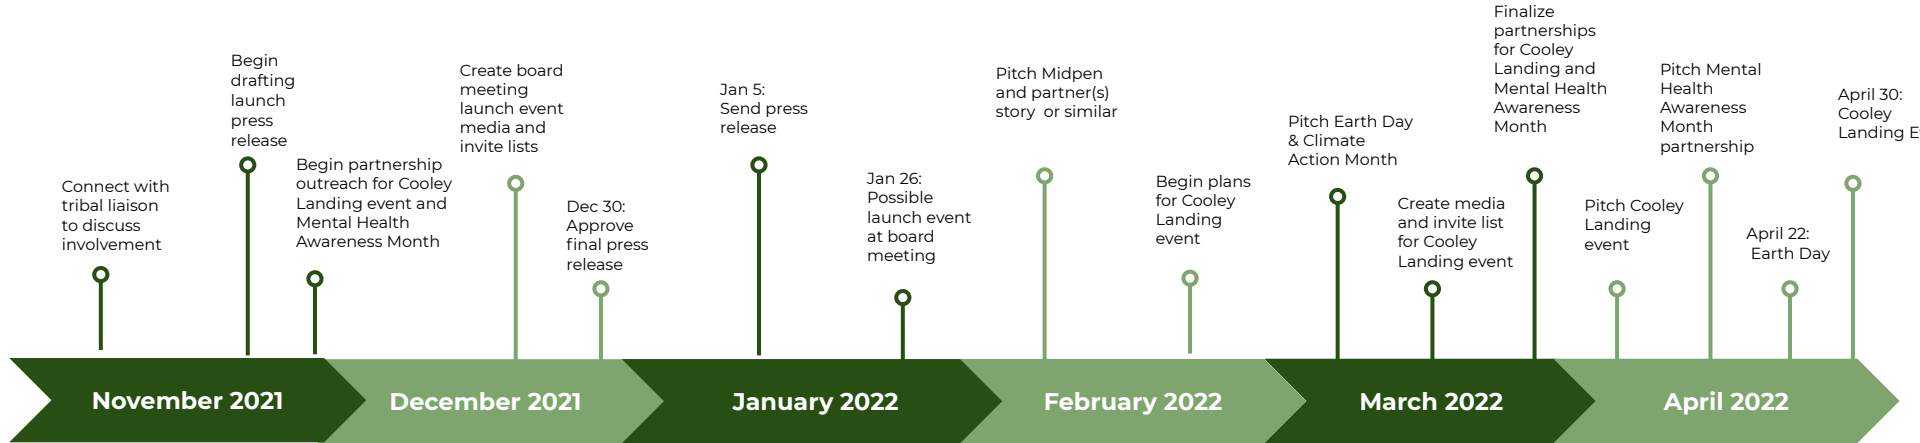 Connect with
tribal liaison
to discuss
involvement
Begin
drafting
launch
press
release
Begin partnership
outreach for Cooley
Landing event and
Mental Health
Awareness Month
Create board
meeting
launch event
media and
invite lists
Dec 30:
Approve
final press
release
Jan 5:
Send press
release
Jan 26:
Possible
launch event
at board
meeting
Pitch Midpen
and partner(s)
story  or similar
Begin plans
for Cooley
Landing
event
Pitch Earth Day
& Climate
Action Month
Create media
and invite list
for Cooley
Landing event
Finalize
partnerships
for Cooley
Landing and
Mental Health
Awareness
Month
Pitch Cooley
Landing
event
Pitch Mental
Health
Awareness
Month
partnership
April 22:
Earth Day
April 30:
Cooley
Landing
November 2021
December 2021
January 2022
February 2022
March 2022
April 2022